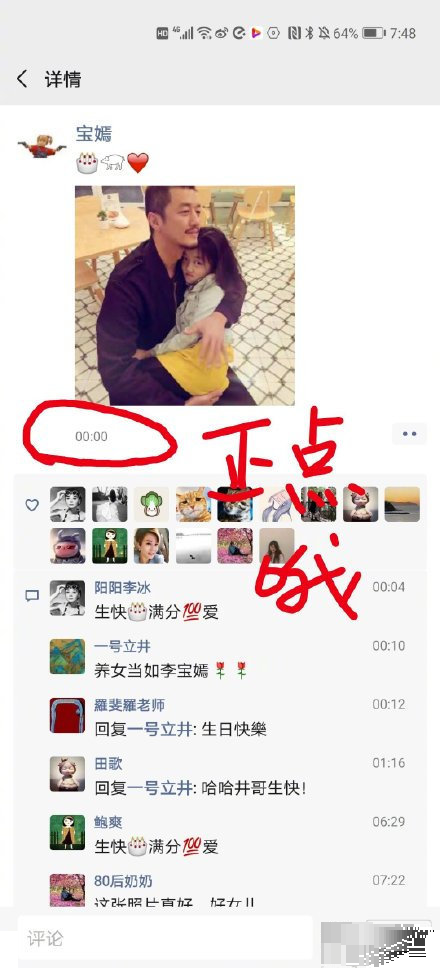 HD 4G 64% 7:48
详情
宝嫣
🎂🐖❤️
00:00
正点
哦
阳阳李冰 00:04
生快🎂满分💯爱
一号立井 00:10
养女当如李宝嫣🌹🌹
羅斐羅老师 00:12
回复一号立井: 生日快樂
田歌 01:16
回复一号立井: 哈哈井哥生快!
鲍爽 06:29
生快🎂满分💯爱
80后奶奶 07:22
这张照片真好，好女儿
评论